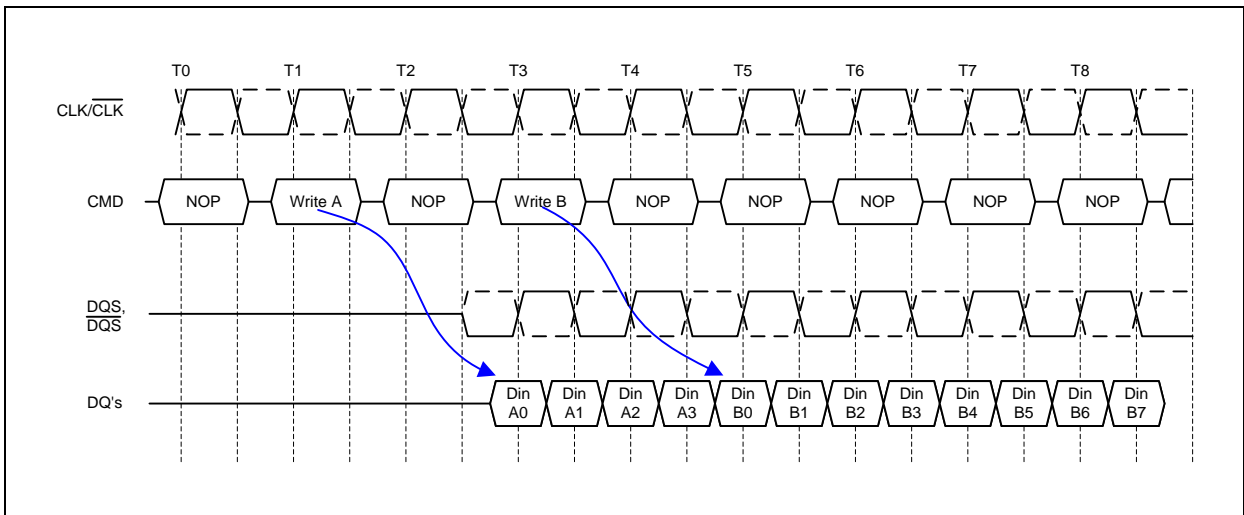 T0 T1 T2 T3 T4 T5 T6 T7 T8
CLK/CLK
CMD NOP Write A NOP Write B NOP NOP NOP NOP NOP
DQS,
DQS
DQ's Din A0 Din A1 Din A2 Din A3 Din B0 Din B1 Din B2 Din B3 Din B4 Din B5 Din B6 Din B7